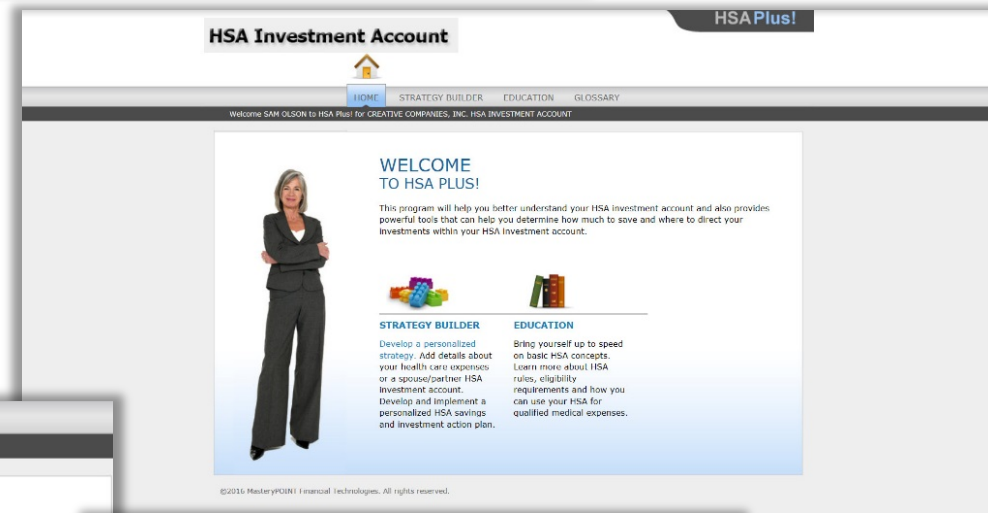 HSA Plus!
HSA Investment Account
HOME STRATEGY BUILDER EDUCATION GLOSSARY
Welcome SAM OLSON to HSA Plus! for CREATIVE COMPANIES, INC. HSA INVESTMENT ACCOUNT
WELCOME
TO HSA PLUS!
This program will help you better understand your HSA investment account and also provides
powerful tools that can help you determine how much to save and where to direct your
investments within your HSA investment account.
STRATEGY BUILDER
Develop a personalized
strategy. Add details about
your health care expenses
or a spouse/partner HSA
investment account.
Develop and implement a
personalized HSA savings
and investment action plan.
EDUCATION
Bring yourself up to speed
on basic HSA concepts.
Learn more about HSA
rules, eligibility
requirements and how you
can use your HSA for
qualified medical expenses.
©2016 MasteryPOINT Financial Technologies. All rights reserved.